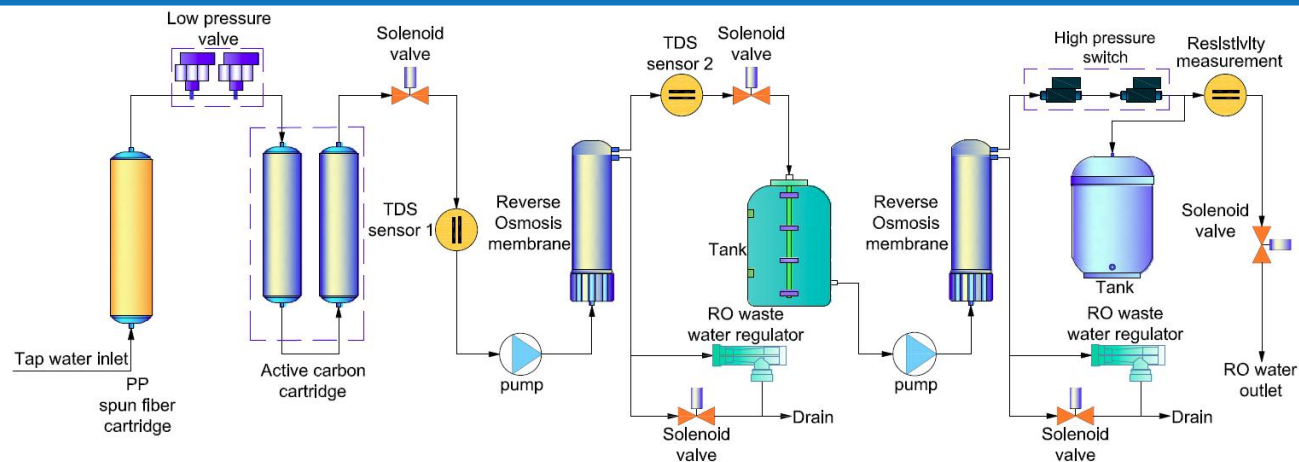 Low pressure
valve
Solenoid
valve
TDS
sensor 2
Solenoid
valve
High pressure
switch
Resistivity
measurement
TDS
sensor 1
Reverse
Osmosis
membrane
Tank
Reverse
Osmosis
membrane
Tank
Solenoid
valve
Tap water inlet
PP
spun fiber
cartridge
Active carbon
cartridge
pump
RO waste
water regulator
Drain
Solenoid
valve
pump
RO waste
water regulator
Drain
Solenoid
valve
RO water
outlet